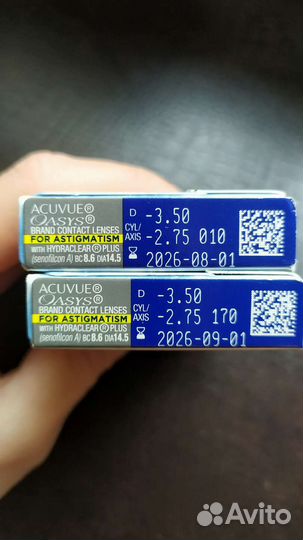 ACUVUE®
OASYS®
BRAND CONTACT LENSES
FOR ASTIGMATISM
WITH HYDRACLEAR® PLUS
(senofilcon A) BC 8.6 DIA 14.5
D -3.50
CYL/AXIS -2.75 010
2026-08-01
ACUVUE®
OASYS®
BRAND CONTACT LENSES
FOR ASTIGMATISM
WITH HYDRACLEAR® PLUS
(senofilcon A) BC 8.6 DIA 14.5
D -3.50
CYL/AXIS -2.75 170
2026-09-01
Avito